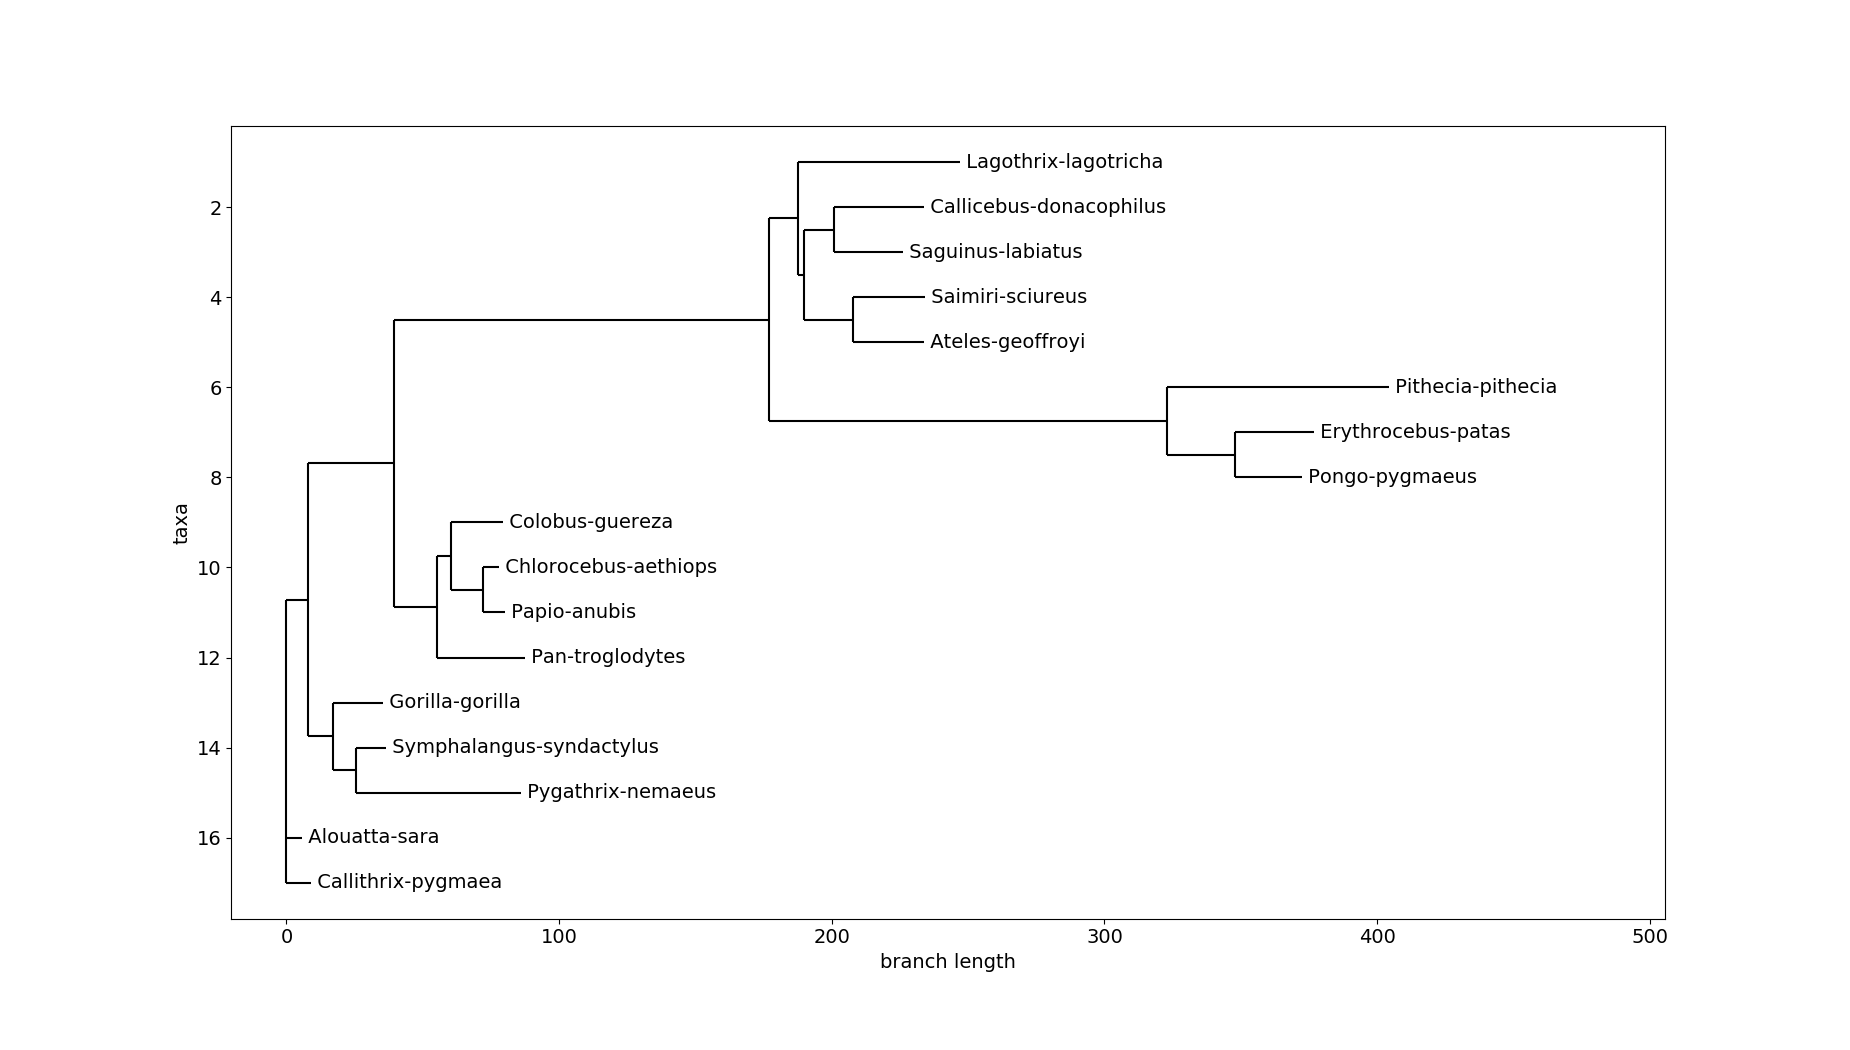 Lagothrix-lagotricha
2
Callicebus-donacophilus
Saguinus-labiatus
4
Saimiri-sciureus
Ateles-geoffroyi
6
Pithecia-pithecia
Erythrocebus-patas
8
Pongo-pygmaeus
taxa
Colobus-guereza
10
Chlorocebus-aethiops
Papio-anubis
12
Pan-troglodytes
Gorilla-gorilla
14
Symphalangus-syndactylus
Pygathrix-nemaeus
16
Alouatta-sara
Callithrix-pygmaea
0 100 200 300 400 500
branch length